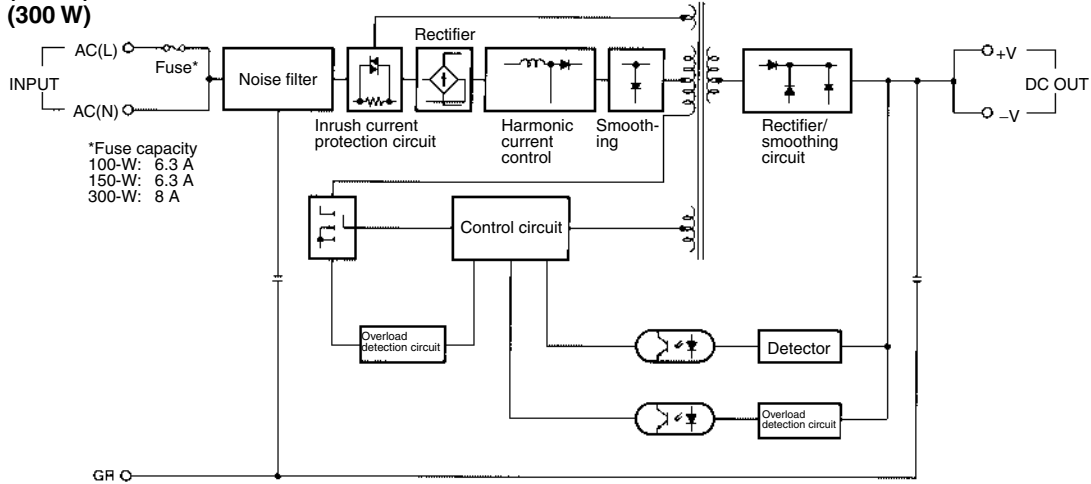 (300 W)
AC(L)
Fuse*
INPUT
AC(N)
*Fuse capacity
100-W: 6.3 A
150-W: 6.3 A
300-W: 8 A
Noise filter
Inrush current
protection circuit
Rectifier
Harmonic
current
control
Smooth-
ing
Rectifier/
smoothing
circuit
+V
DC OUT
–V
Control circuit
Overload
detection circuit
Detector
Overload
detection circuit
GR